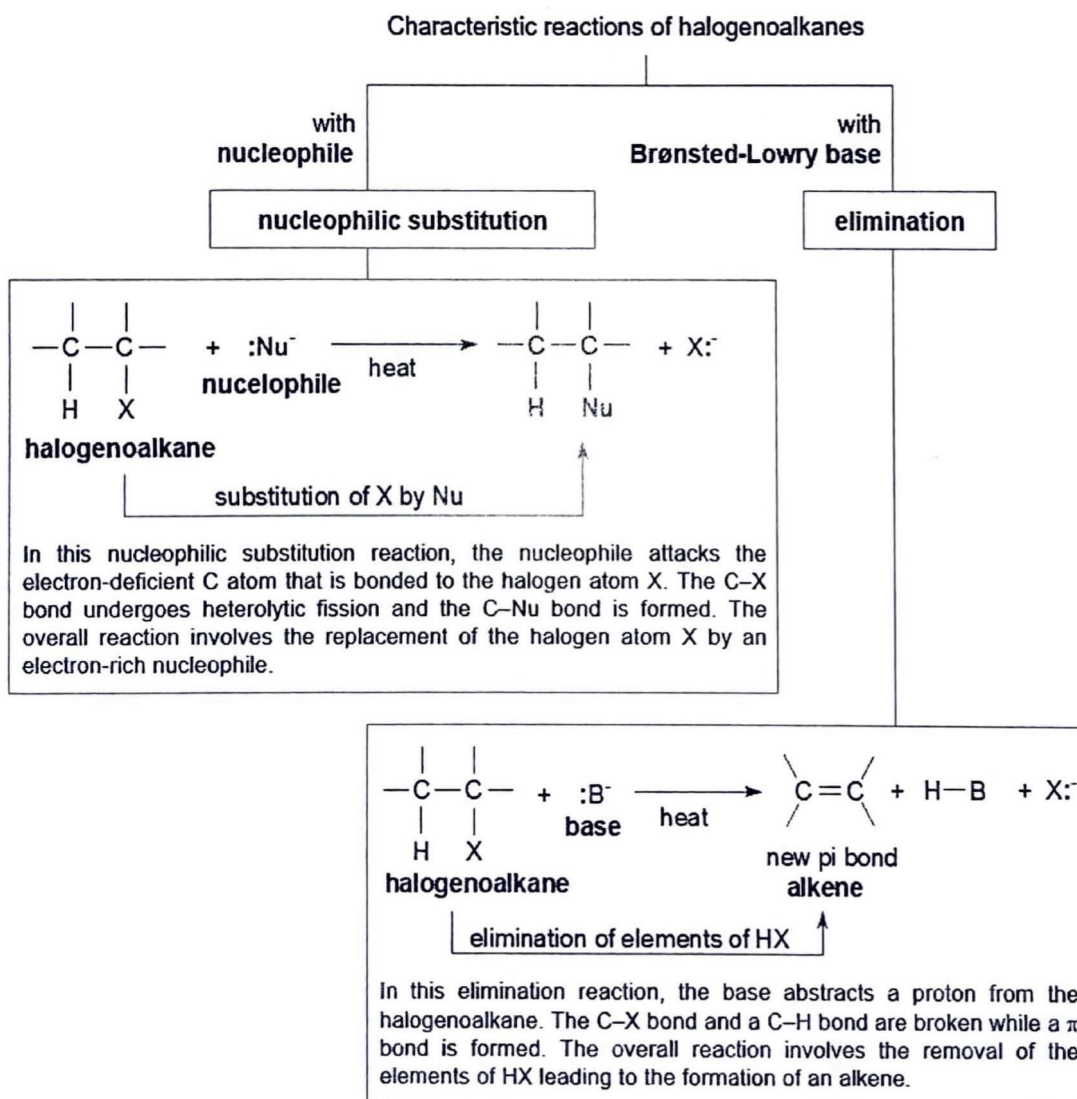 Characteristic reactions of halogenoalkanes
with
nucleophile
with
Brønsted-Lowry base
nucleophilic substitution
elimination
—C—C— + :Nu⁻ heat —C—C— + X:⁻
nucelophile
H X H Nu
halogenoalkane
substitution of X by Nu
In this nucleophilic substitution reaction, the nucleophile attacks the
electron-deficient C atom that is bonded to the halogen atom X. The C–X
bond undergoes heterolytic fission and the C–Nu bond is formed. The
overall reaction involves the replacement of the halogen atom X by an
electron-rich nucleophile.
—C—C— + :B⁻ heat C=C + H—B + X:⁻
base
H X
halogenoalkane
new pi bond
alkene
elimination of elements of HX
In this elimination reaction, the base abstracts a proton from the
halogenoalkane. The C–X bond and a C–H bond are broken while a π
bond is formed. The overall reaction involves the removal of the
elements of HX leading to the formation of an alkene.